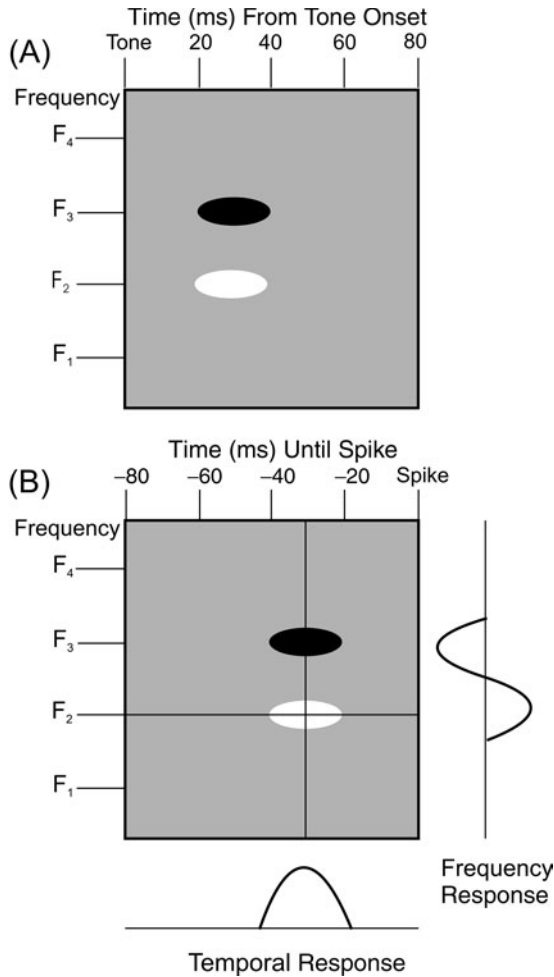 Time (ms) From Tone Onset
(A)
Tone 20 40 60 80
Frequency
F₄
F₃
F₂
F₁
Time (ms) Until Spike
(B)
–80 –60 –40 –20 Spike
Frequency
F₄
F₃
F₂
F₁
Frequency
Response
Temporal Response